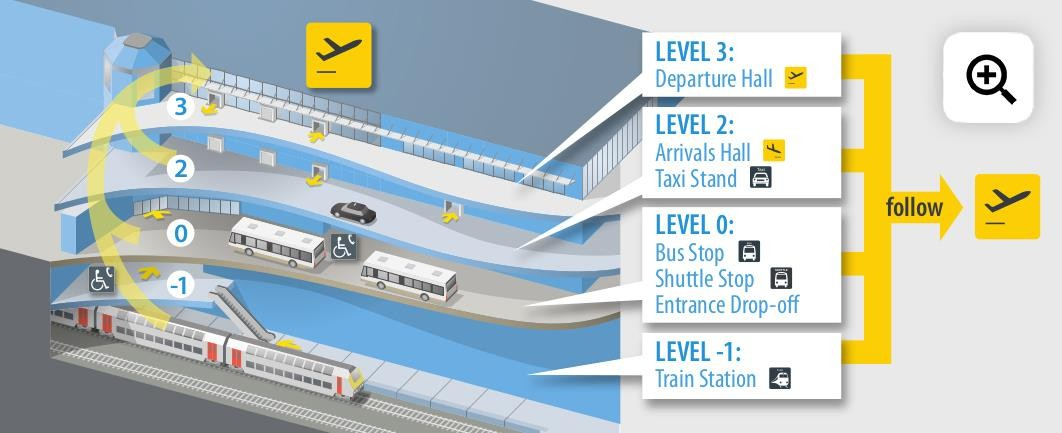 3
2
0
-1
LEVEL 3:
Departure Hall
LEVEL 2:
Arrivals Hall
Taxi Stand
Taxi
LEVEL 0:
Bus Stop
Shuttle Stop
Entrance Drop-off
LEVEL -1:
Train Station
follow